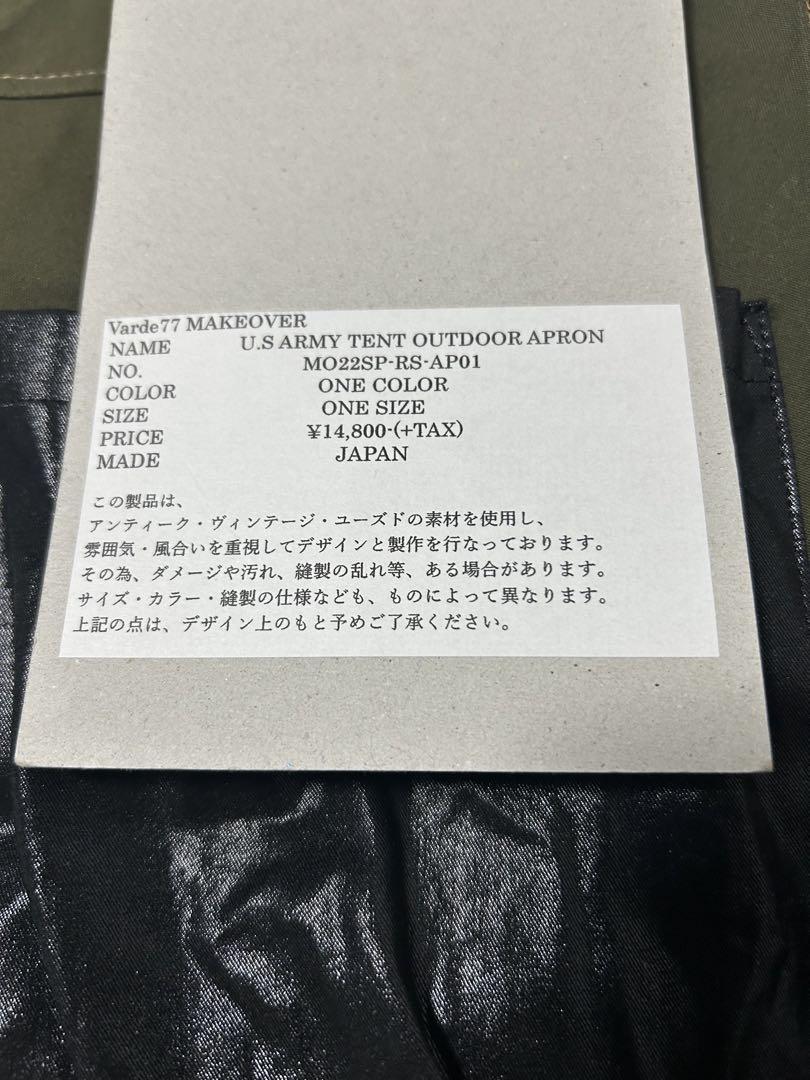 Varde77 MAKEOVER
NAME U.S ARMY TENT OUTDOOR APRON
NO. MO22SP-RS-AP01
COLOR ONE COLOR
SIZE ONE SIZE
PRICE ¥14,800-(+TAX)
MADE JAPAN
この製品は、
アンティーク・ヴィンテージ・ユーズドの素材を使用し、
雰囲気・風合いを重視してデザインと製作を行なっております。
その為、ダメージや汚れ、縫製の乱れ等、ある場合があります。
サイズ・カラー・縫製の仕様なども、ものによって異なります。
上記の点は、デザイン上のもと予めご了承ください。